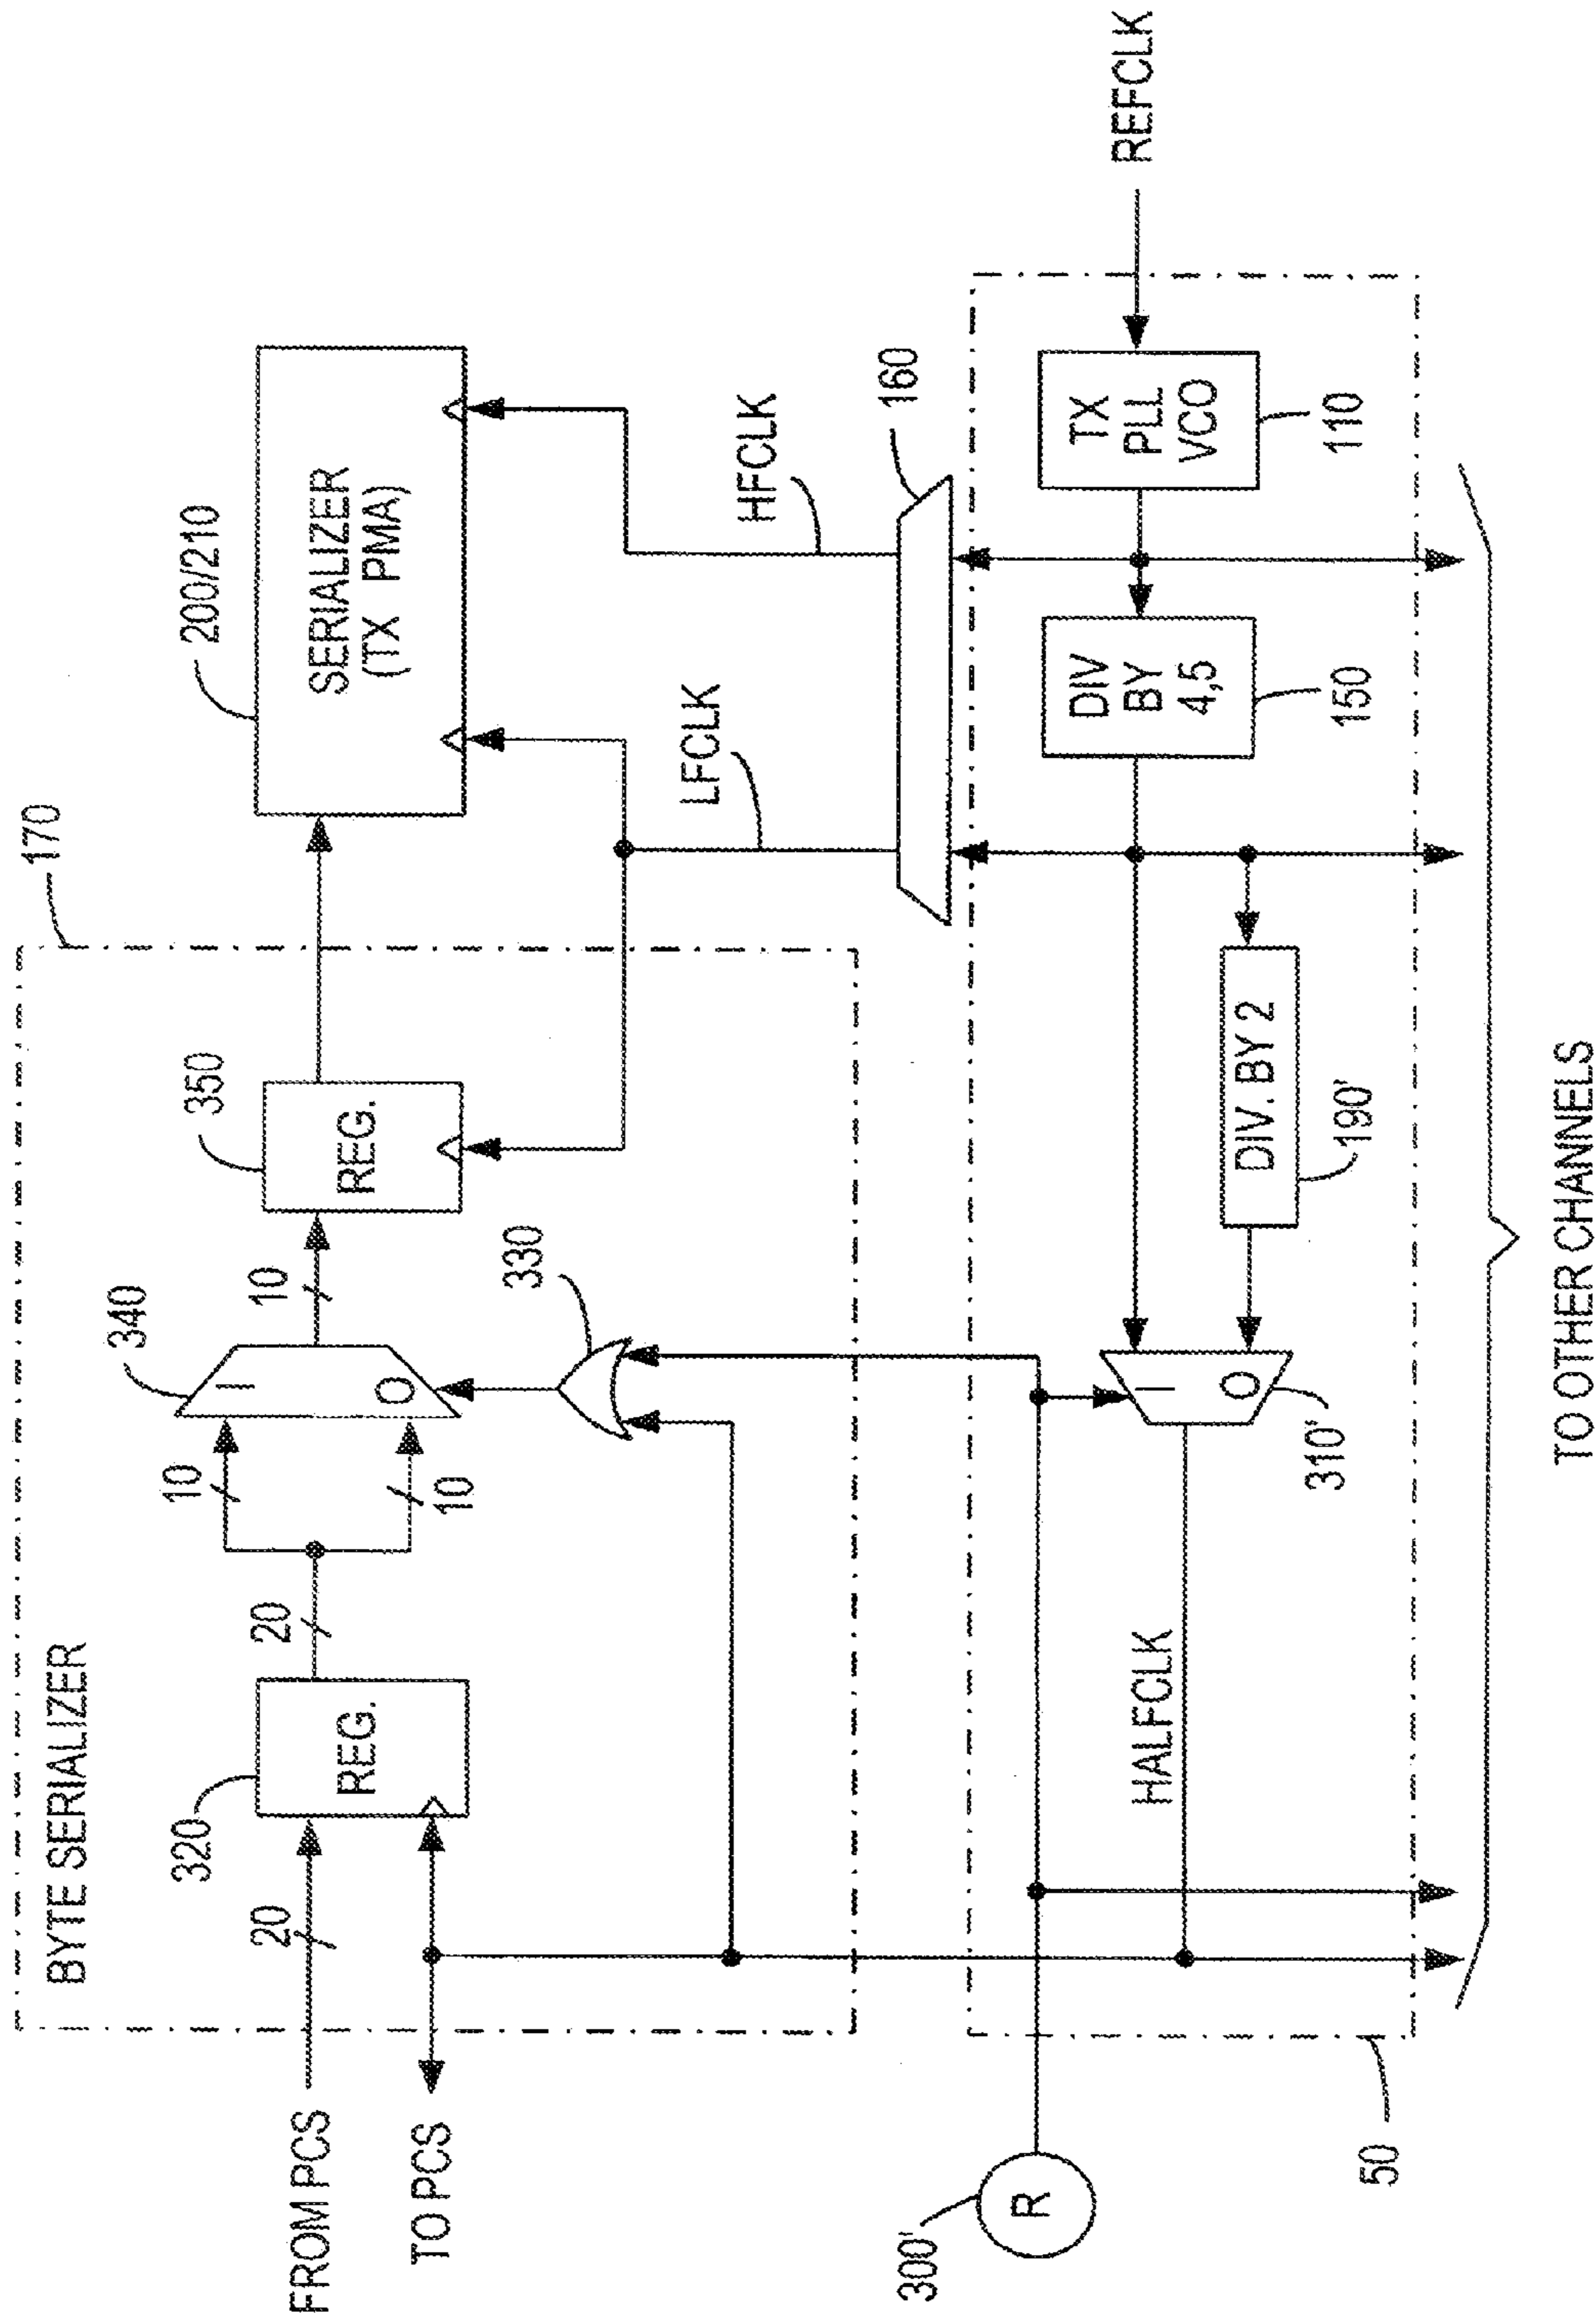 BYTE SERIALIZER
170
FROM PCS
20
320
REG.
20
10
10
340
I
O
10
350
REG.
200/210
SERIALIZER
(TX PMA)
TO PCS
330
LFCLK
HFCLK
160
300'
R
HALFCLK
310'
I
O
DIV. BY 2
190'
DIV
BY
4,5
150
TX
PLL
VCO
110
REFCLK
50
TO OTHER CHANNELS